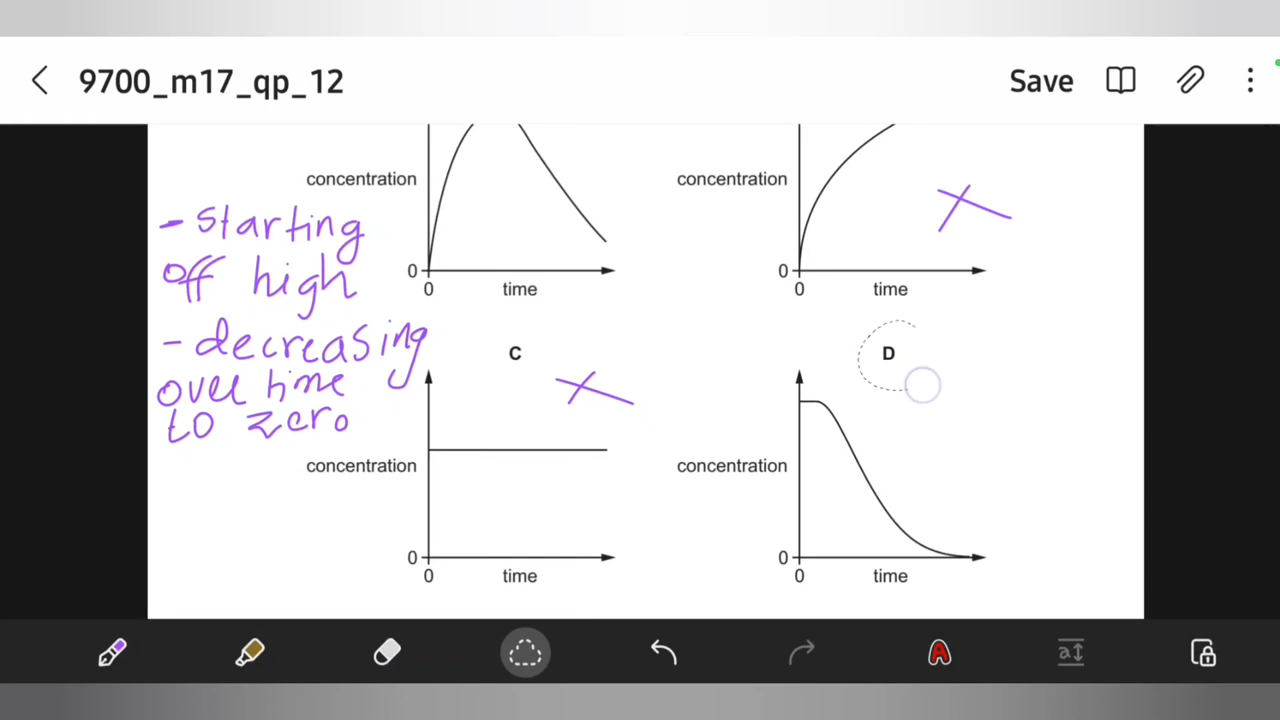 9700_m17_qp_12
Save
concentration
0
0
time
concentration
0
0
time
- starting
off high
- decreasing
over time
to zero
C
concentration
0
0
time
D
concentration
0
0
time
A
a